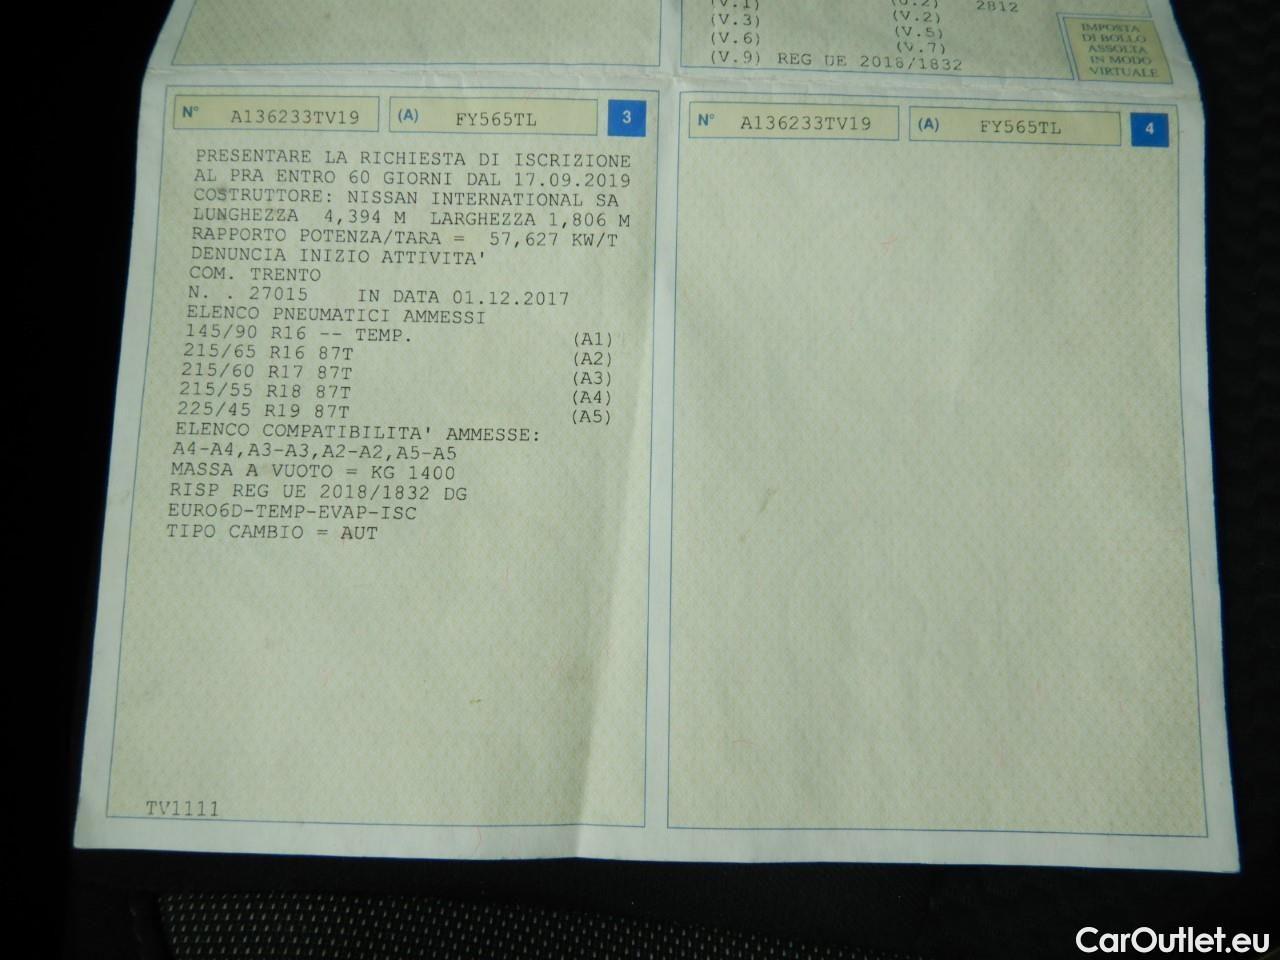 (V.1) (U.2) 2812
(V.3) (V.2)
(V.6) (V.5)
(V.7)
(V.9) REG UE 2018/1832
IMPOSTA
DI BOLLO
ASSOLTA
IN MODO
VIRTUALE
N° A136233TV19 (A) FY565TL 3
PRESENTARE LA RICHIESTA DI ISCRIZIONE
AL PRA ENTRO 60 GIORNI DAL 17.09.2019
COSTRUTTORE: NISSAN INTERNATIONAL SA
LUNGHEZZA 4,394 M LARGHEZZA 1,806 M
RAPPORTO POTENZA/TARA = 57,627 KW/T
DENUNCIA INIZIO ATTIVITA'
COM. TRENTO
N. . 27015 IN DATA 01.12.2017
ELENCO PNEUMATICI AMMESSI
145/90 R16 -- TEMP. (A1)
215/65 R16 87T (A2)
215/60 R17 87T (A3)
215/55 R18 87T (A4)
225/45 R19 87T (A5)
ELENCO COMPATIBILITA' AMMESSE:
A4-A4,A3-A3,A2-A2,A5-A5
MASSA A VUOTO = KG 1400
RISP REG UE 2018/1832 DG
EURO6D-TEMP-EVAP-ISC
TIPO CAMBIO = AUT
TV1111
N° A136233TV19 (A) FY565TL 4
CarOutlet.eu